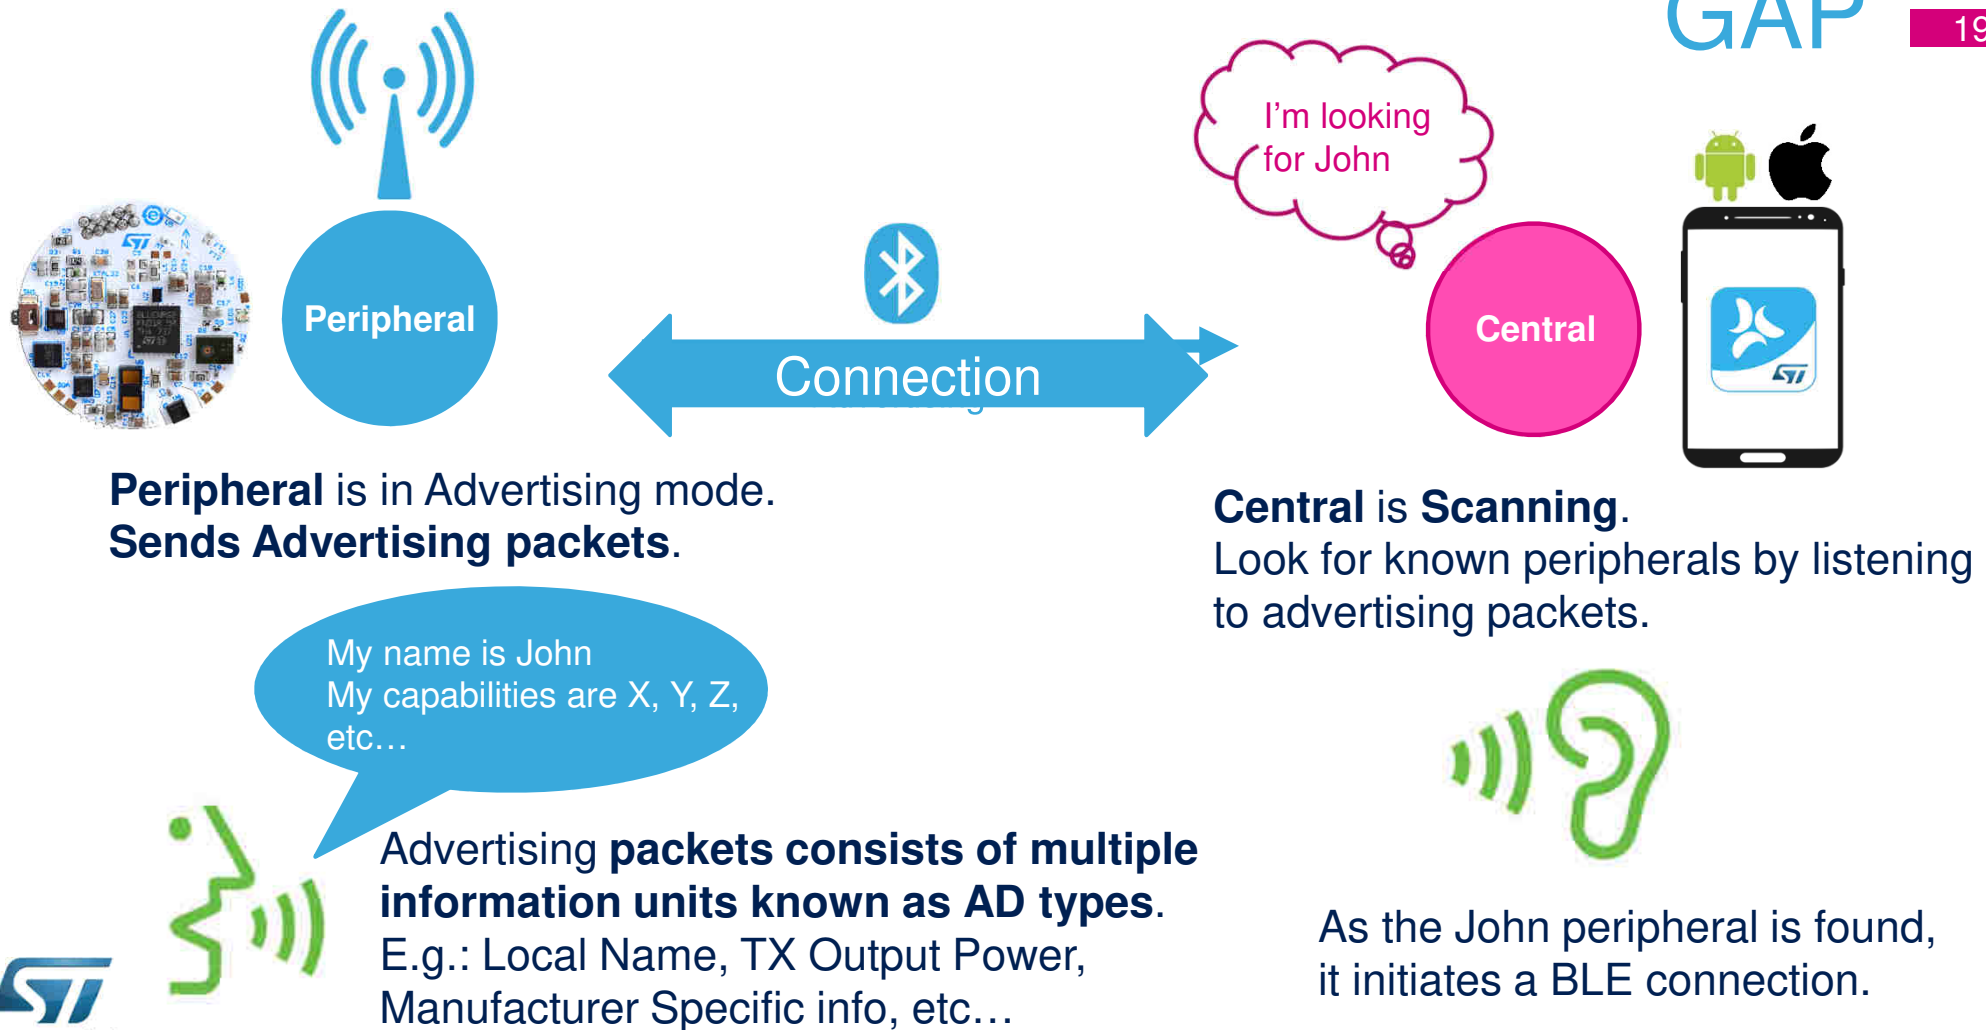 GAP
19
I'm looking
for John
Peripheral
Connection
Central
Peripheral is in Advertising mode.
Sends Advertising packets.
Central is Scanning.
Look for known peripherals by listening
to advertising packets.
My name is John
My capabilities are X, Y, Z,
etc…
Advertising packets consists of multiple
information units known as AD types.
E.g.: Local Name, TX Output Power,
Manufacturer Specific info, etc…
As the John peripheral is found,
it initiates a BLE connection.
ST